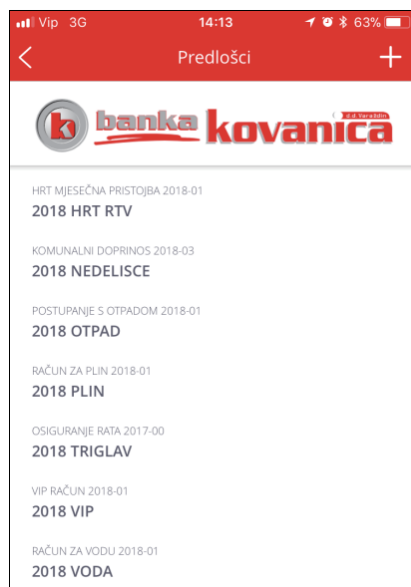 Vip 3G 14:13 63%
Predlošci
banka kovanica
d.d. Varaždin
HRT MJESEČNA PRISTOJBA 2018-01
2018 HRT RTV
KOMUNALNI DOPRINOS 2018-03
2018 NEDELISCE
POSTUPANJE S OTPADOM 2018-01
2018 OTPAD
RAČUN ZA PLIN 2018-01
2018 PLIN
OSIGURANJE RATA 2017-00
2018 TRIGLAV
VIP RAČUN 2018-01
2018 VIP
RAČUN ZA VODU 2018-01
2018 VODA